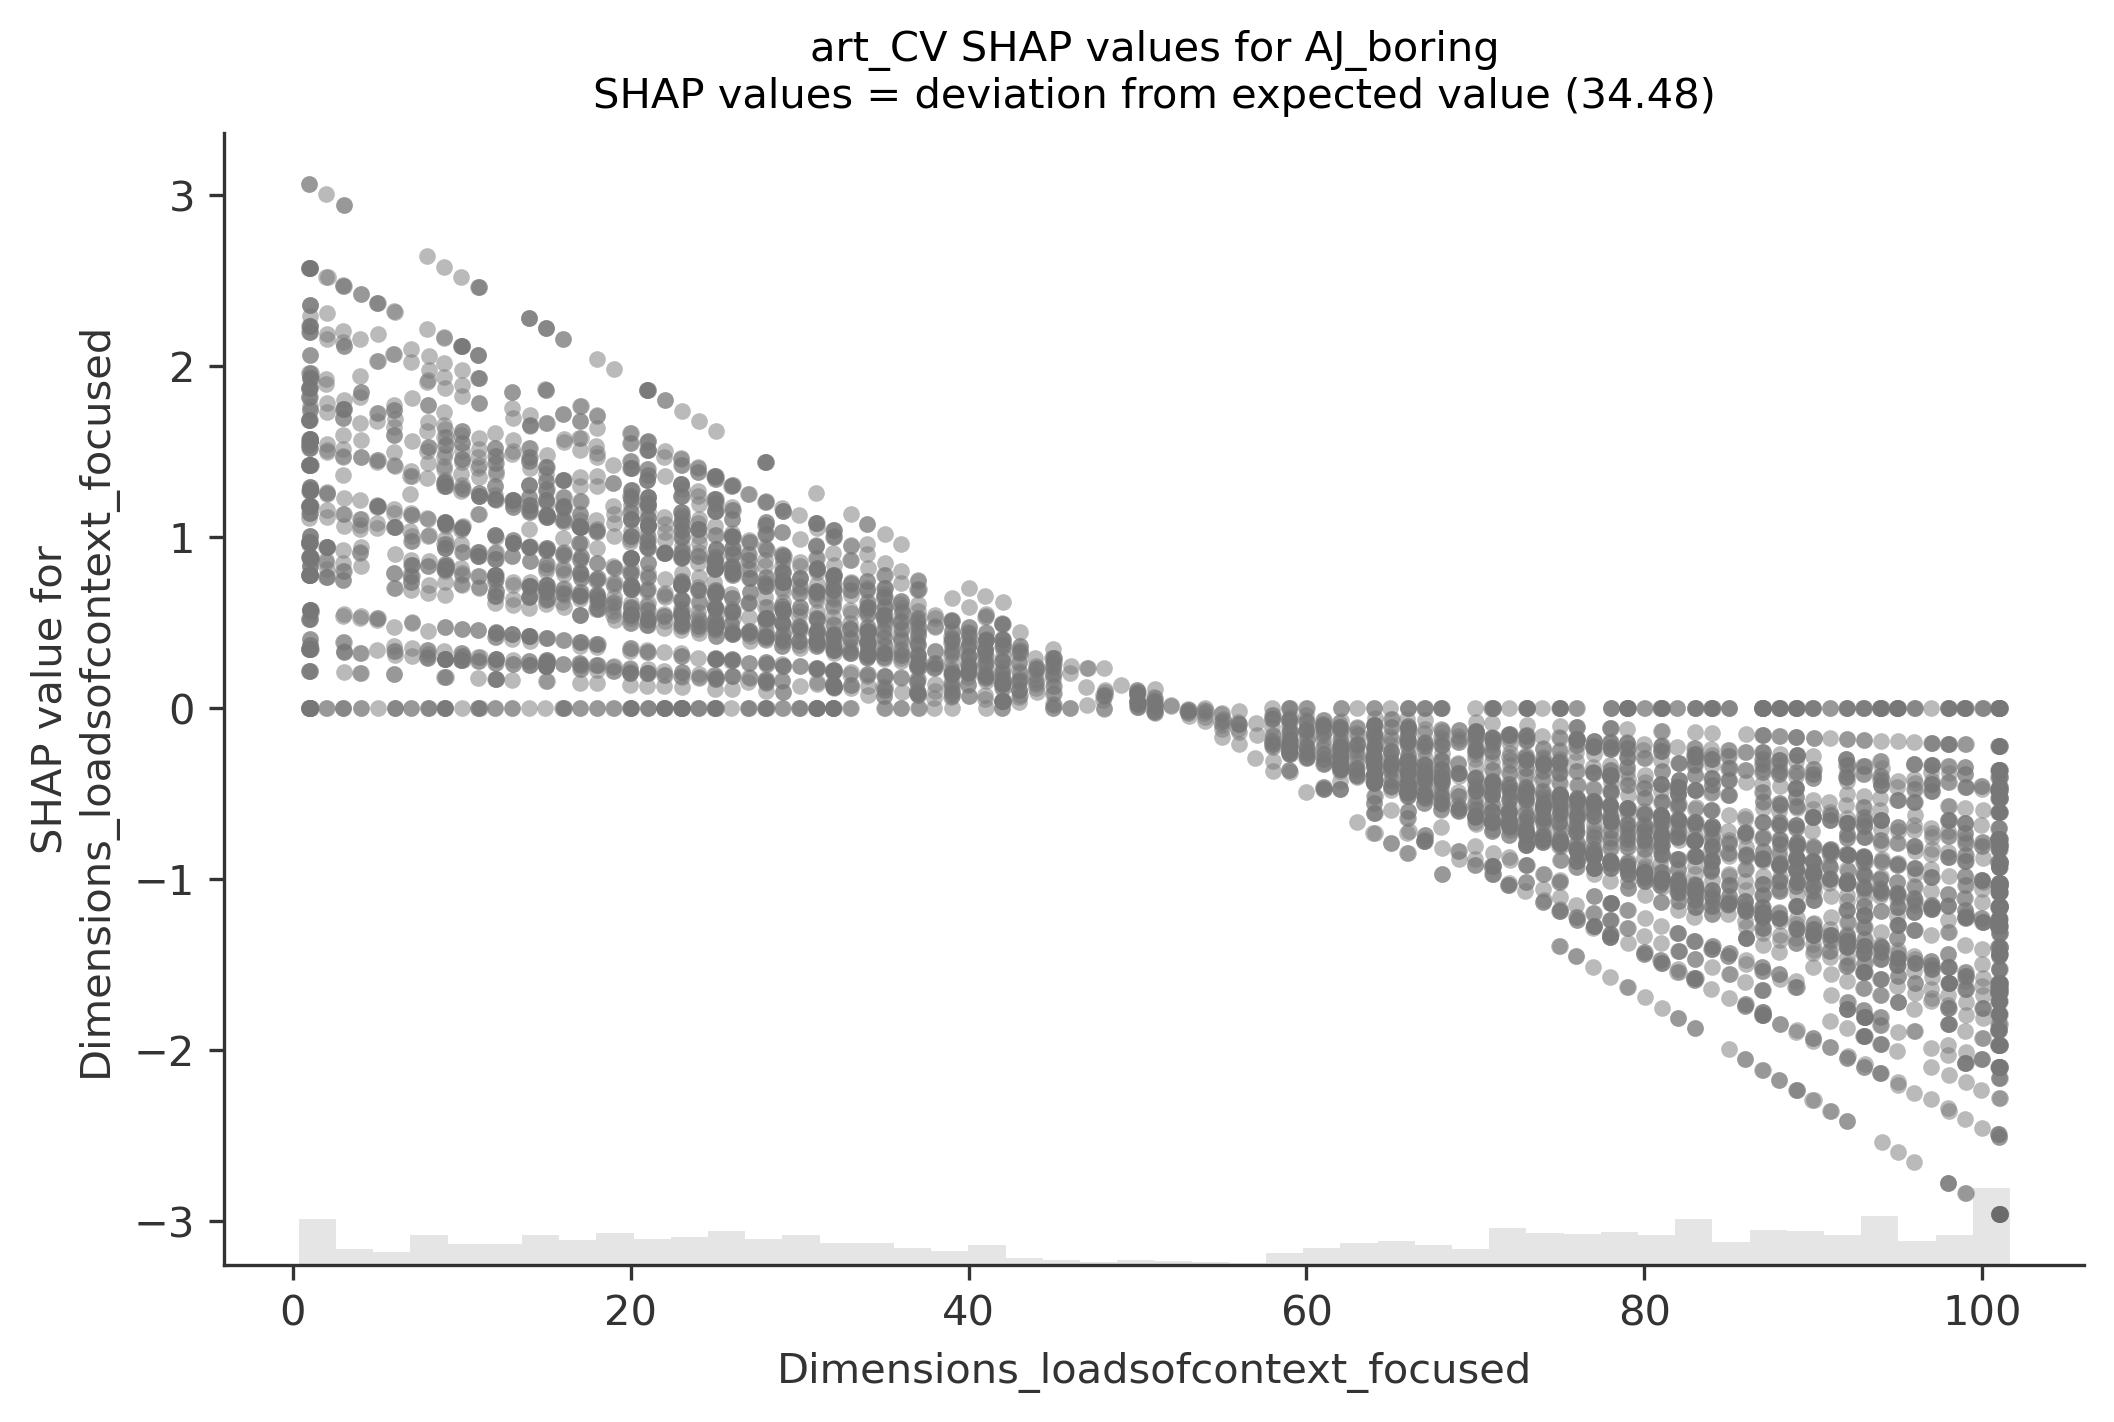 art_CV SHAP values for AJ_boring
SHAP values = deviation from expected value (34.48)
SHAP value for
Dimensions_loadsofcontext_focused
3
2
1
0
−1
−2
−3
0
20
40
60
80
100
Dimensions_loadsofcontext_focused